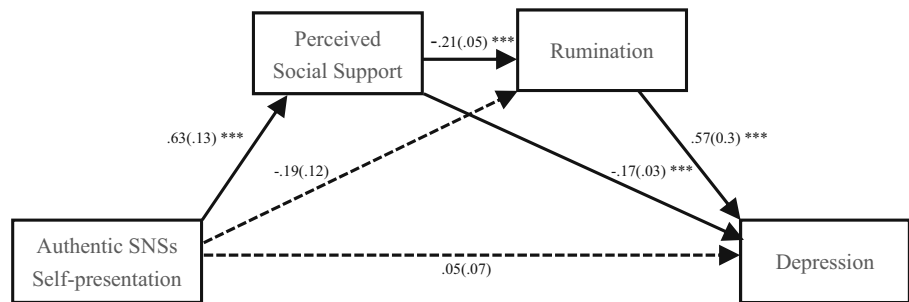 Perceived
Social Support
-.21(.05) ***
Rumination
.63(.13) ***
-.19(.12)
-.17(.03) ***
.57(0.3) ***
Authentic SNSs
Self-presentation
.05(.07)
Depression